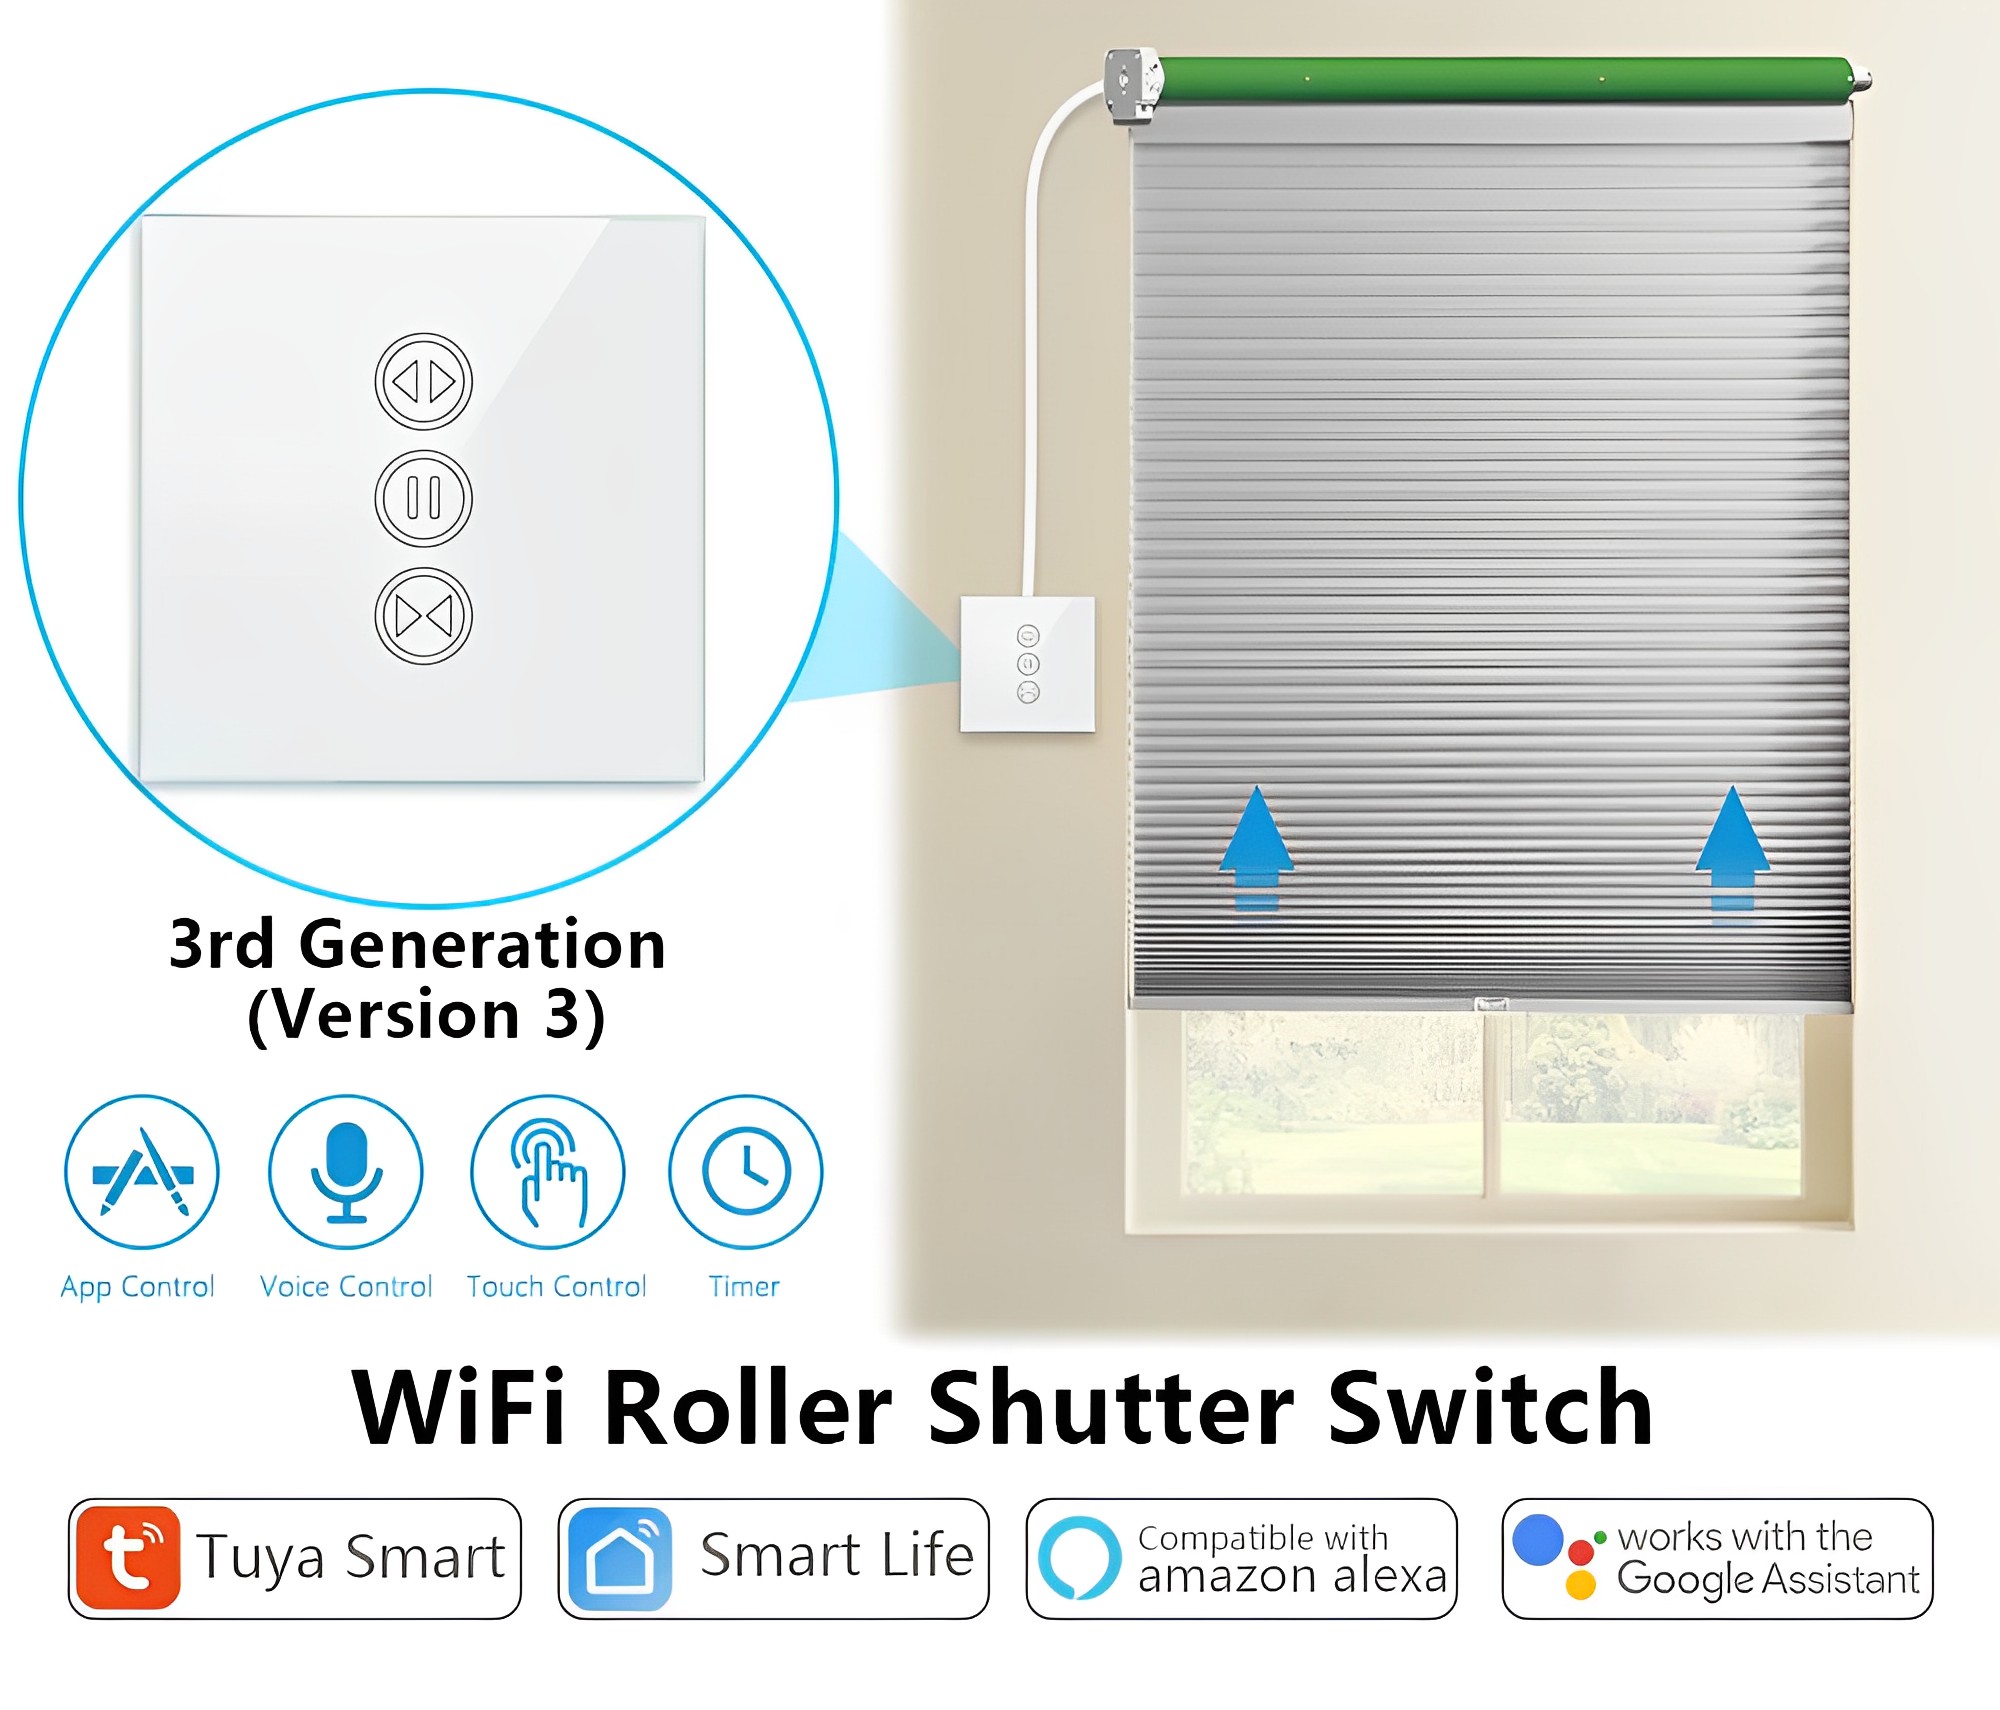 3rd Generation
(Version 3)
App Control
Voice Control
Touch Control
Timer
WiFi Roller Shutter Switch
Tuya Smart
Smart Life
Compatible with
amazon alexa
works with the
Google Assistant